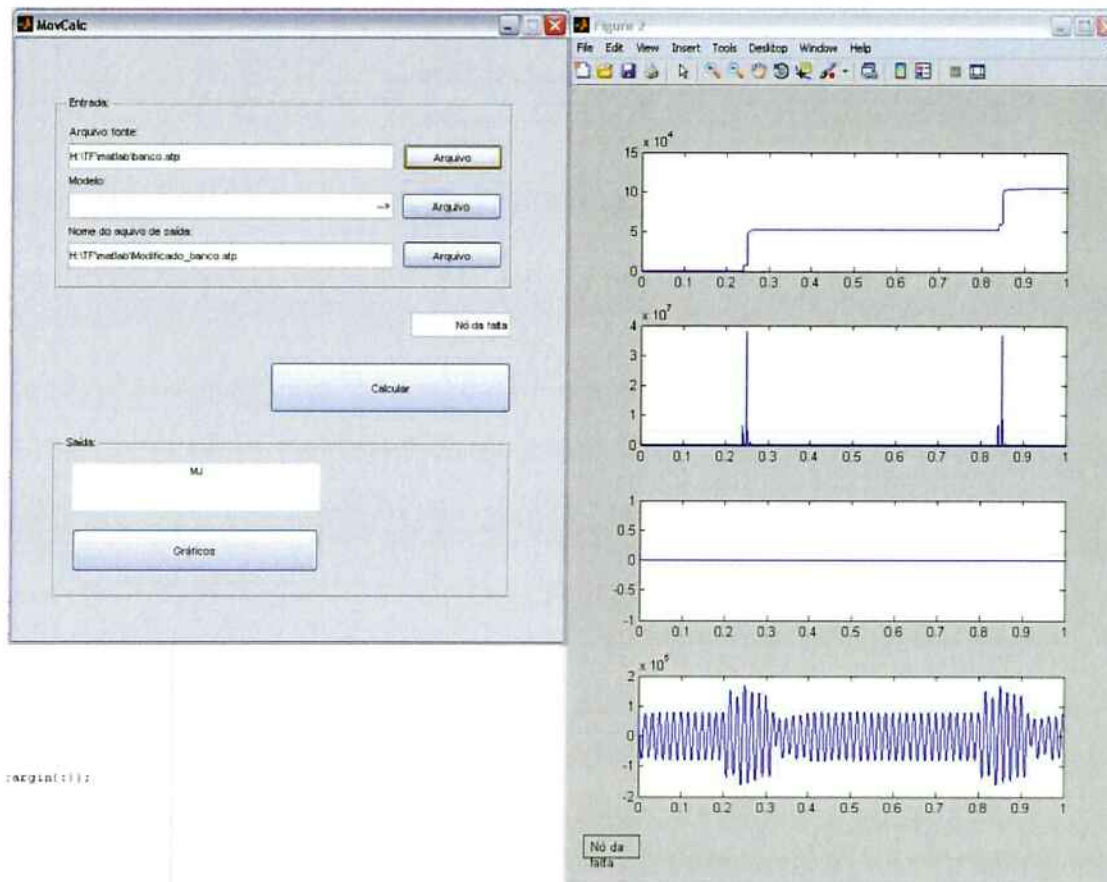 MovCalc
Entrada:
Arquivo fonte:
H:\TF\matlab\banco.atp
Arquivo
Modelo:
-->
Arquivo
Nome do aquivo de saída:
H:\TF\matlab\Modificado_banco.atp
Arquivo
Nó da falta
Calcular
Saída:
MJ
Gráficos
:argin{:});
Figure 2
File Edit View Insert Tools Desktop Window Help
x 10^4
15
10
5
0
0 0.1 0.2 0.3 0.4 0.5 0.6 0.7 0.8 0.9 1
x 10^7
4
3
2
1
0
0 0.1 0.2 0.3 0.4 0.5 0.6 0.7 0.8 0.9 1
1
0.5
0
-0.5
-1
0 0.1 0.2 0.3 0.4 0.5 0.6 0.7 0.8 0.9 1
x 10^5
2
1
0
-1
-2
0 0.1 0.2 0.3 0.4 0.5 0.6 0.7 0.8 0.9 1
Nó da
falta